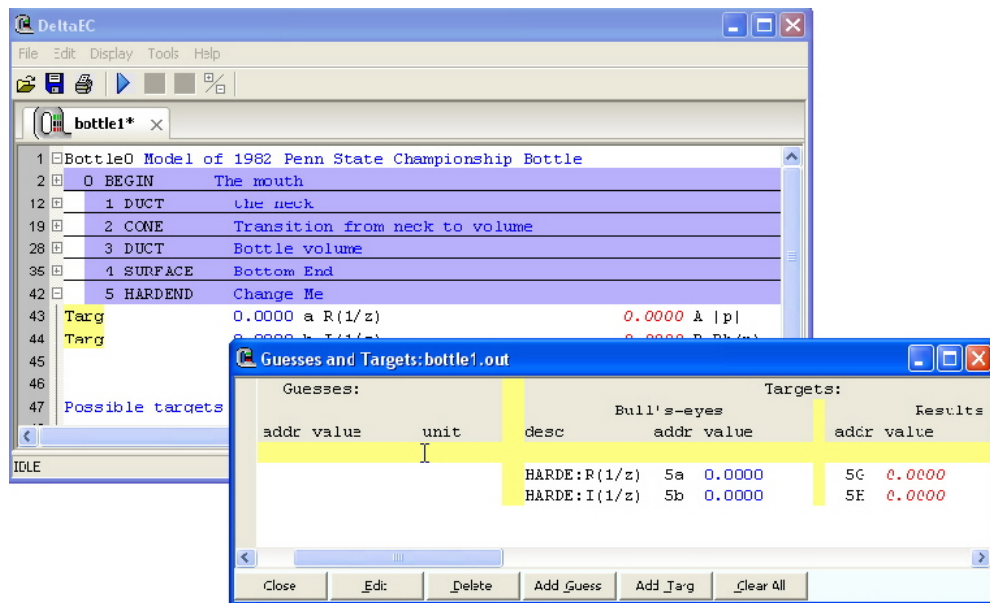 DeltaEC
File Edit Display Tools Help
bottle1*
1 Bottle0 Model of 1982 Penn State Championship Bottle
2 0 BEGIN The mouth
12 1 DUCT the neck
19 2 CONE Transition from neck to volume
28 3 DUCT Bottle volume
35 4 SURFACE Bottom End
42 5 HARDEND Change Me
43 Targ 0.0000 a R(1/z) 0.0000 A |p|
44 Targ
45
46
47 Possible targets
IDLE
Guesses and Targets:bottle1.out
Guesses: Targets:
Bull's-eyes Results
addr value unit desc addr value addr value
HARDE:R(1/z) 5a 0.0000 5G 0.0000
HARDE:I(1/z) 5b 0.0000 5H 0.0000
Close Edit Delete Add Guess Add Targ Clear All